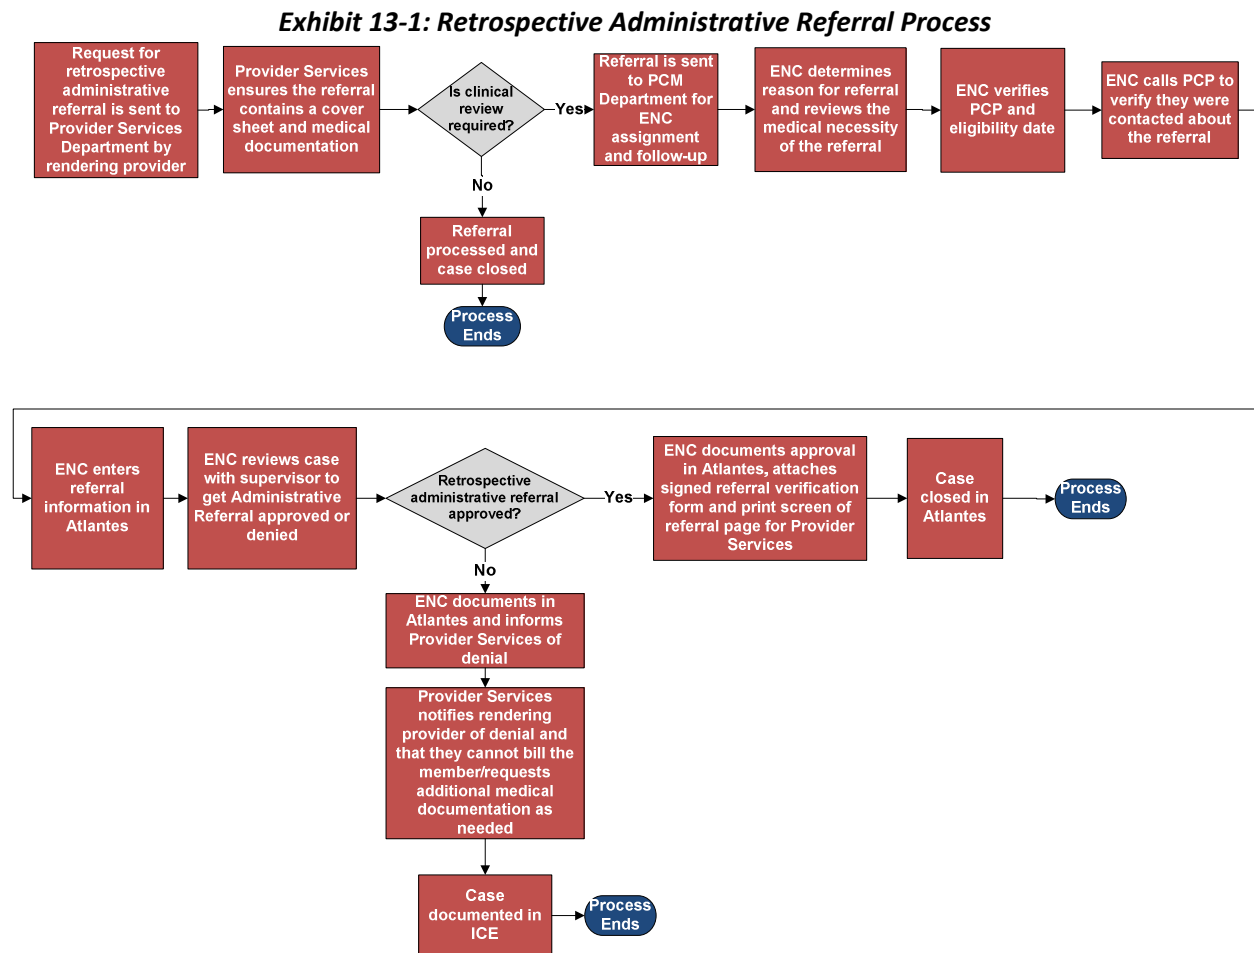 Exhibit 13-1: Retrospective Administrative Referral Process
Request for
retrospective
administrative
referral is sent to
Provider Services
Department by
rendering provider
Provider Services
ensures the referral
contains a cover
sheet and medical
documentation
Is clinical
review
required?
Yes
Referral is sent
to PCM
Department for
ENC
assignment
and follow-up
ENC determines
reason for referral
and reviews the
medical necessity
of the referral
ENC verifies
PCP and
eligibility date
ENC calls PCP to
verify they were
contacted about
the referral
No
Referral
processed and
case closed
Process
Ends
ENC enters
referral
information in
Atlantes
ENC reviews case
with supervisor to
get Administrative
Referral approved or
denied
Retrospective
administrative referral
approved?
Yes
ENC documents approval
in Atlantes, attaches
signed referral verification
form and print screen of
referral page for Provider
Services
Case
closed in
Atlantes
Process
Ends
No
ENC documents in
Atlantes and informs
Provider Services of
denial
Provider Services
notifies rendering
provider of denial and
that they cannot bill the
member/requests
additional medical
documentation as
needed
Case
documented in
ICE
Process
Ends